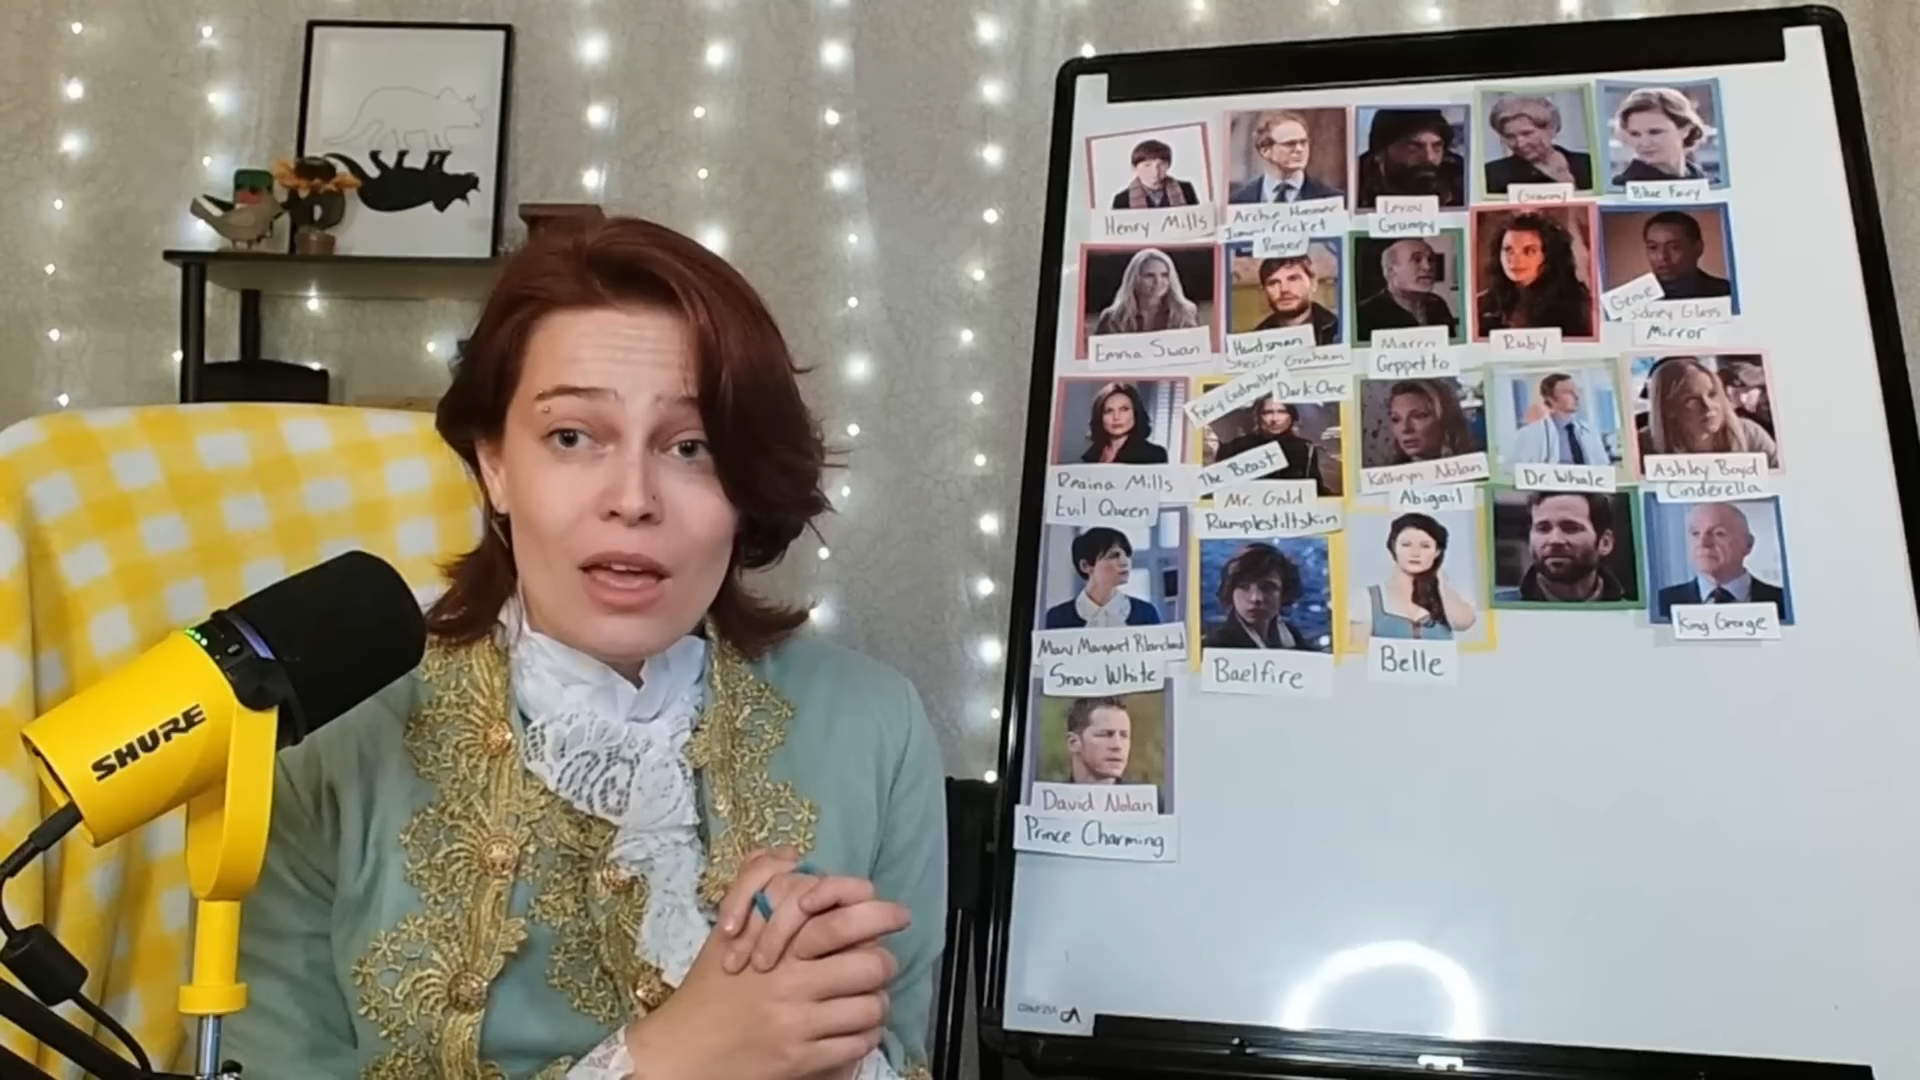 SHURE
Henry Mills
Archie Hopper
Jiminy Cricket
Leroy
Grumpy
Granny
Blue Fairy
Emma Swan
Huntsman
Sheriff Graham
Marco
Geppetto
Ruby
Genie
Sidney Glass
Mirror
Regina Mills
Evil Queen
Fairy Godmother
Dark One
The Beast
Mr. Gold
Rumplestiltskin
Kathryn Nolan
Abigail
Dr. Whale
Ashley Boyd
Cinderella
Mary Margaret Blanchard
Snow White
Baelfire
Belle
King George
David Nolan
Prince Charming